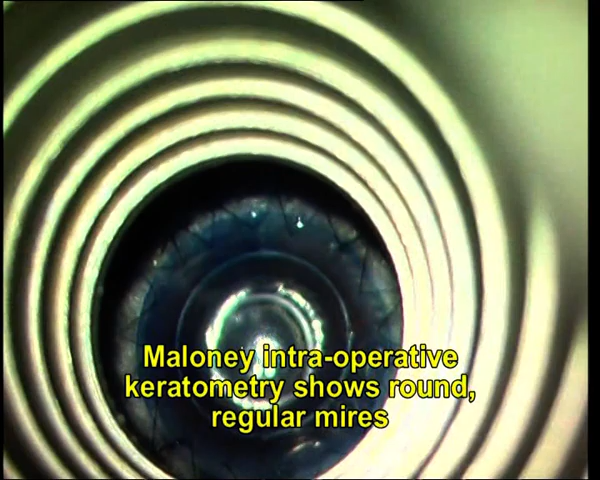 Maloney intra-operative
keratometry shows round,
regular mires